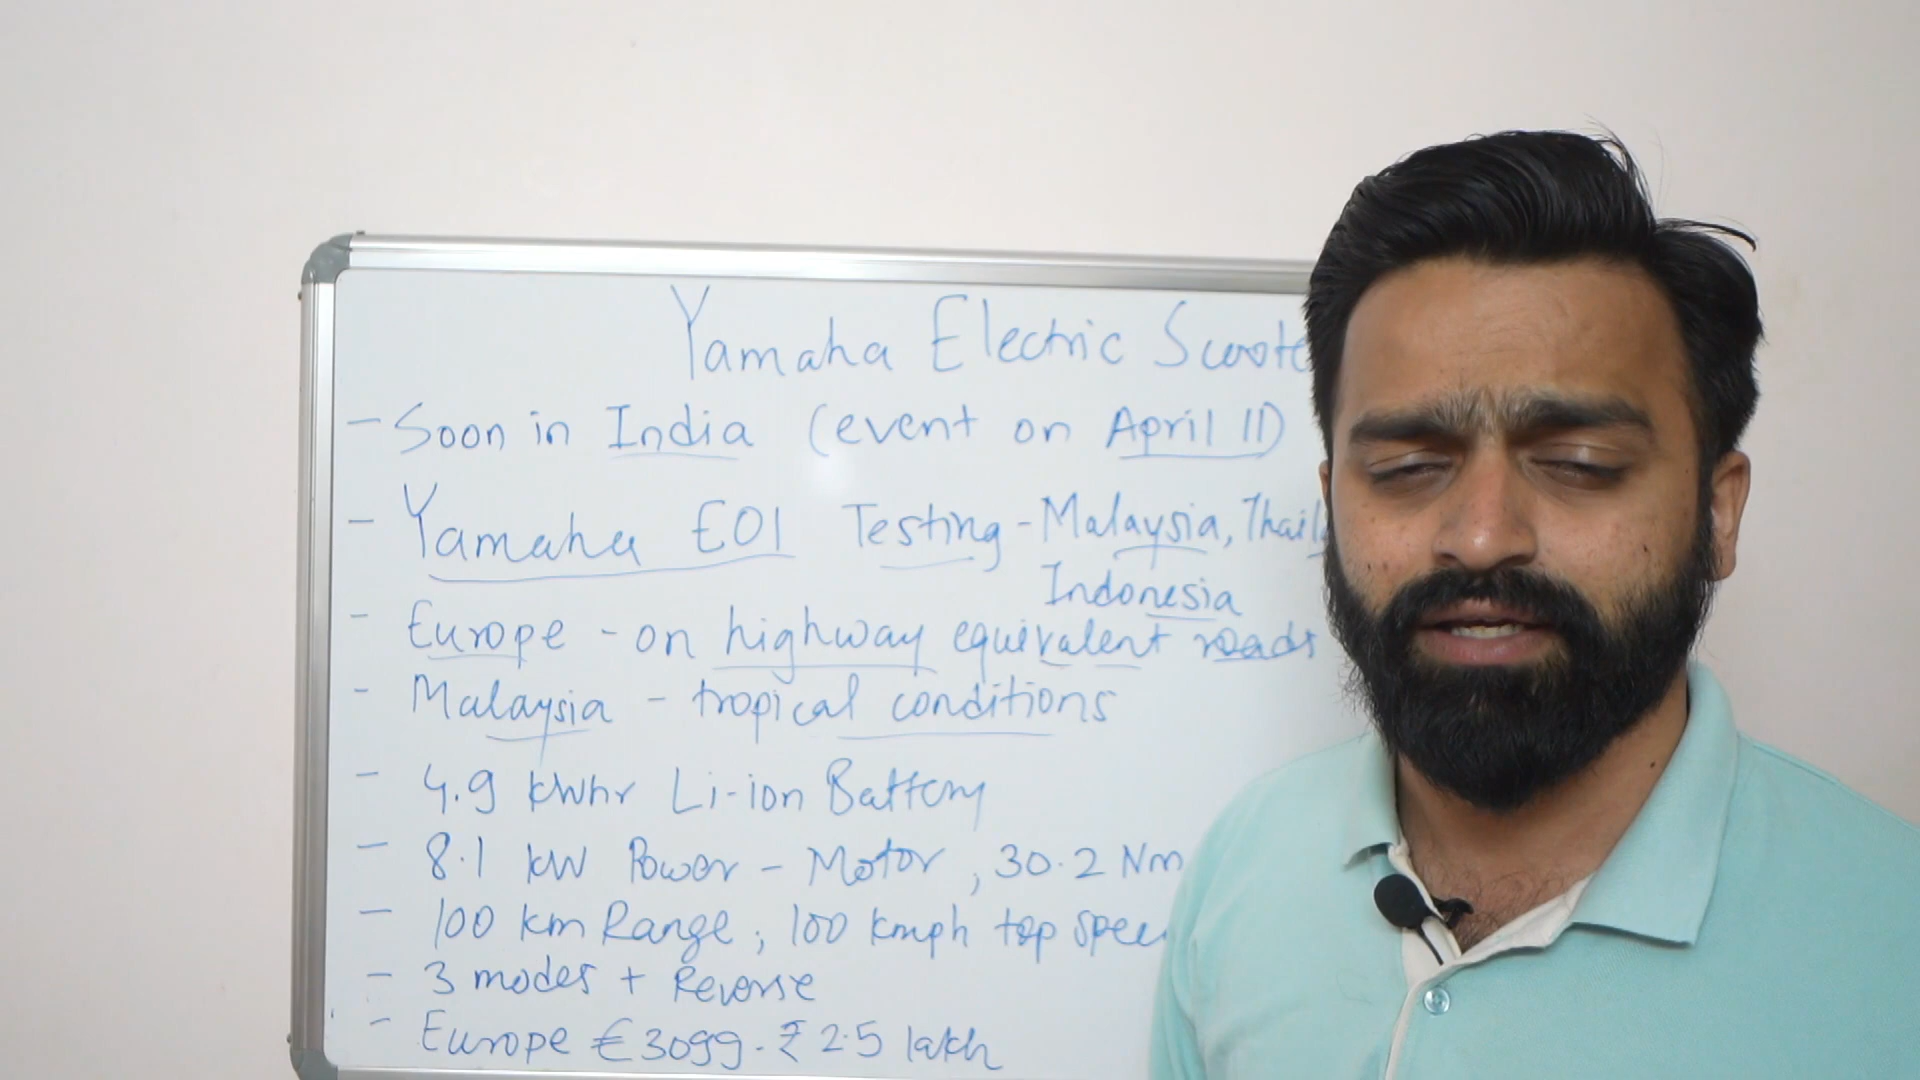 Yamaha Electric Scoote
- Soon in India (event on April 11)
- Yamaha E01 Testing - Malaysia, Thail
Indonesia
- Europe - on highway equivalent roads
- Malaysia - tropical conditions
- 4.9 kWhr Li-ion Battery
- 8.1 kW Power - Motor, 30.2 Nm
- 100 km Range, 100 kmph top spee
- 3 modes + Reverse
- Europe €3099 - ₹2.5 lakh